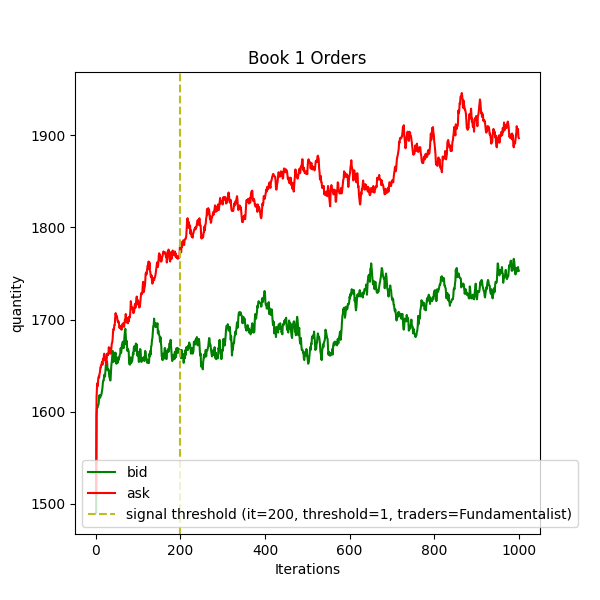 Book 1 Orders
quantity
1900
1800
1700
1600
1500
bid
ask
signal threshold (it=200, threshold=1, traders=Fundamentalist)
0 200 400 600 800 1000
Iterations